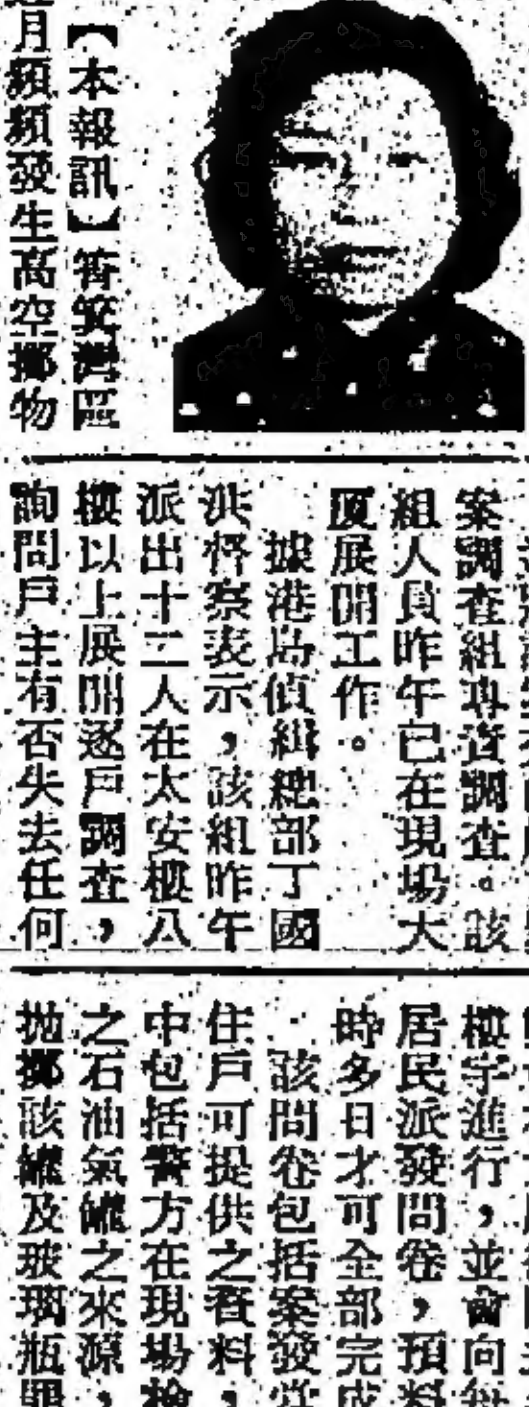 【本報訊】筲箕灣區
月頻頻發生高空擲物
案調查組專責調查。該
組人員昨午已在現場大
厦展開工作。
據港島偵緝總部丁國
洪督察表示,該組昨午
派出十二人在太安樓八
樓以上展開逐戶調查,
詢問戶主有否失去任何
樓宇進行,並會向每
居民派發問卷,預料
時多日才可全部完成
該問卷包括案發當
住戶可提供之資料,
中包括警方在現場檢
之石油氣罐之來源,
拋擲該罐及玻璃瓶